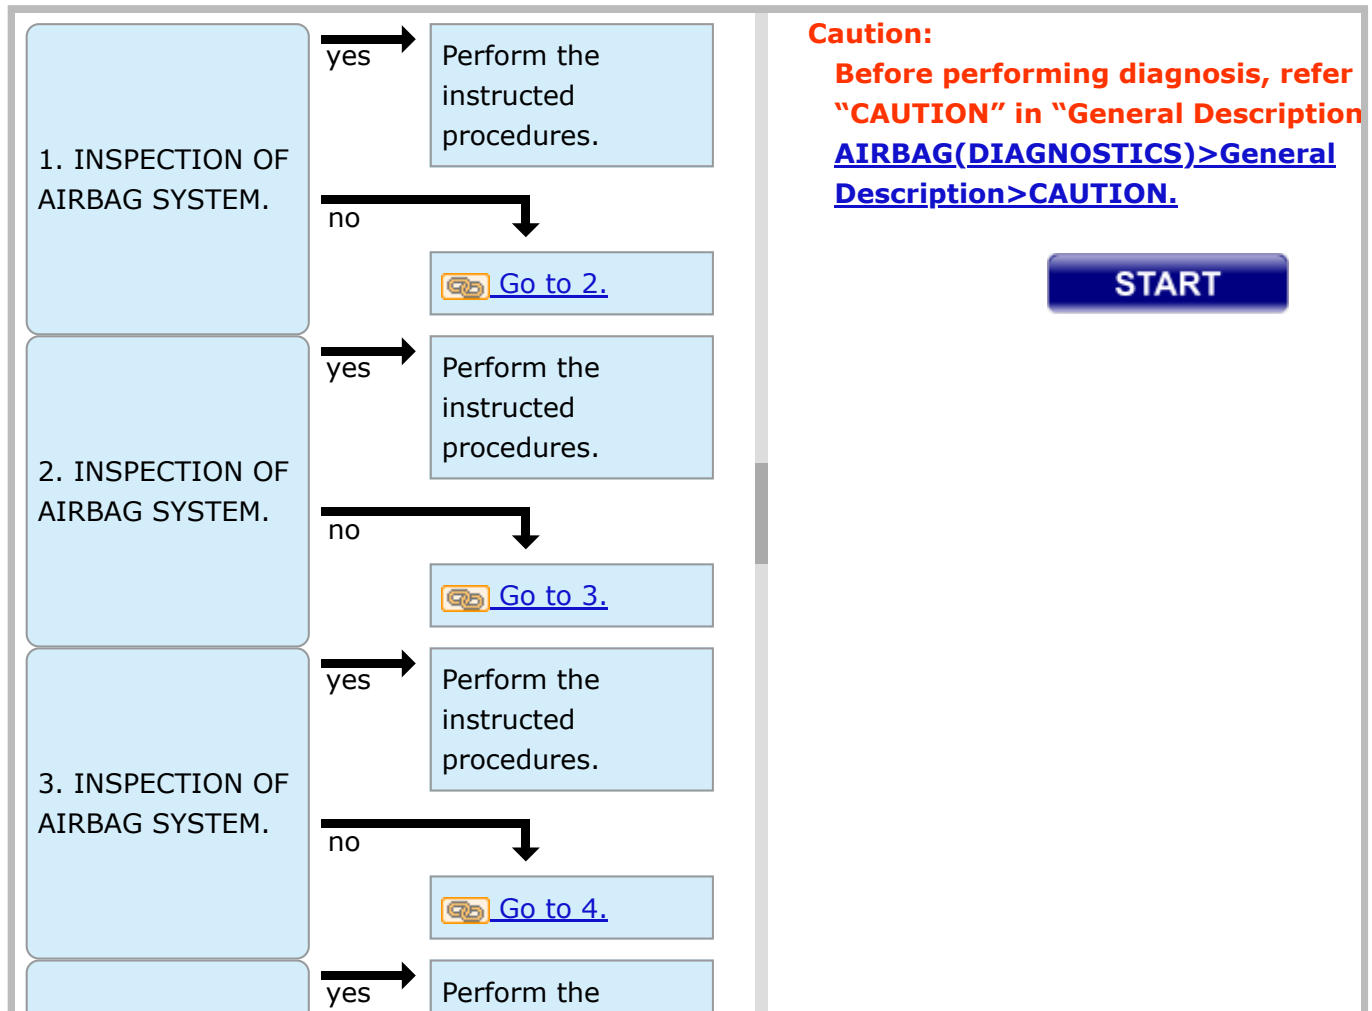 1. INSPECTION OF
AIRBAG SYSTEM.
yes
Perform the
instructed
procedures.
no
Go to 2.
2. INSPECTION OF
AIRBAG SYSTEM.
yes
Perform the
instructed
procedures.
no
Go to 3.
3. INSPECTION OF
AIRBAG SYSTEM.
yes
Perform the
instructed
procedures.
no
Go to 4.
yes
Perform the
Caution:
Before performing diagnosis, refer
“CAUTION” in “General Description
AIRBAG(DIAGNOSTICS)>General
Description>CAUTION.
START